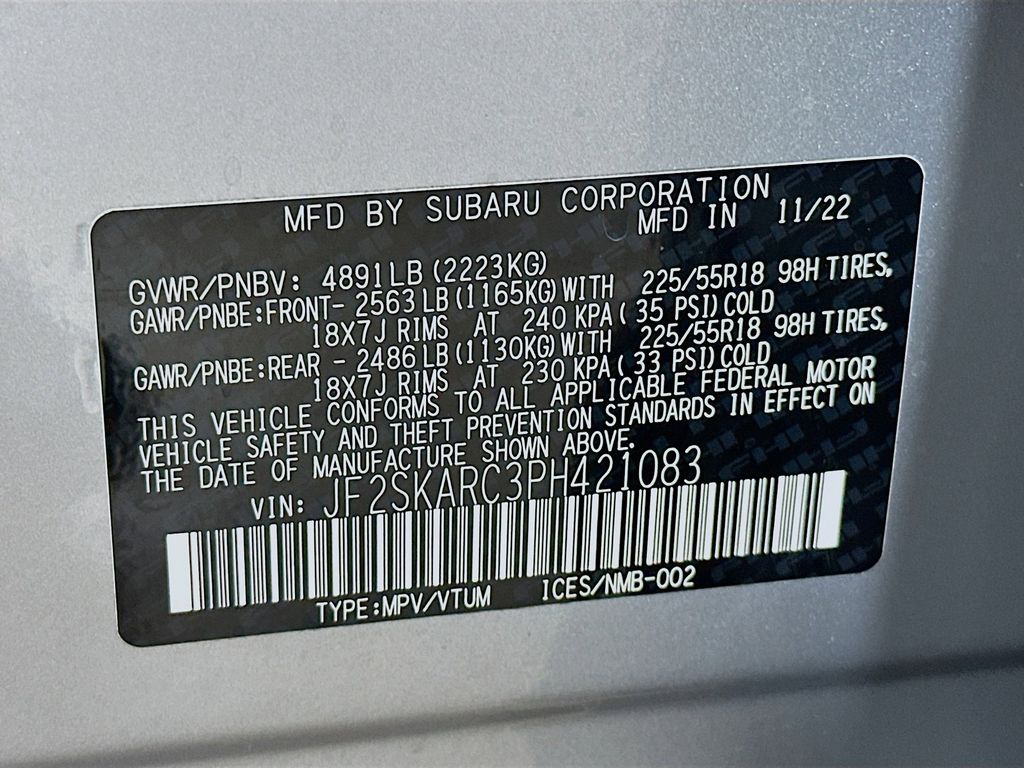 MFD BY SUBARU CORPORATION
MFD IN 11/22
GVWR/PNBV: 4891LB (2223KG)
GAWR/PNBE:FRONT- 2563LB(1165KG)WITH 225/55R18 98H TIRES,
18X7J RIMS AT 240 KPA( 35 PSI)COLD
GAWR/PNBE:REAR - 2486LB(1130KG)WITH 225/55R18 98H TIRES,
18X7J RIMS AT 230 KPA( 33 PSI)COLD
THIS VEHICLE CONFORMS TO ALL APPLICABLE FEDERAL MOTOR
VEHICLE SAFETY AND THEFT PREVENTION STANDARDS IN EFFECT ON
THE DATE OF MANUFACTURE SHOWN ABOVE.
VIN: JF2SKARC3PH421083
TYPE:MPV/VTUM ICES/NMB-002